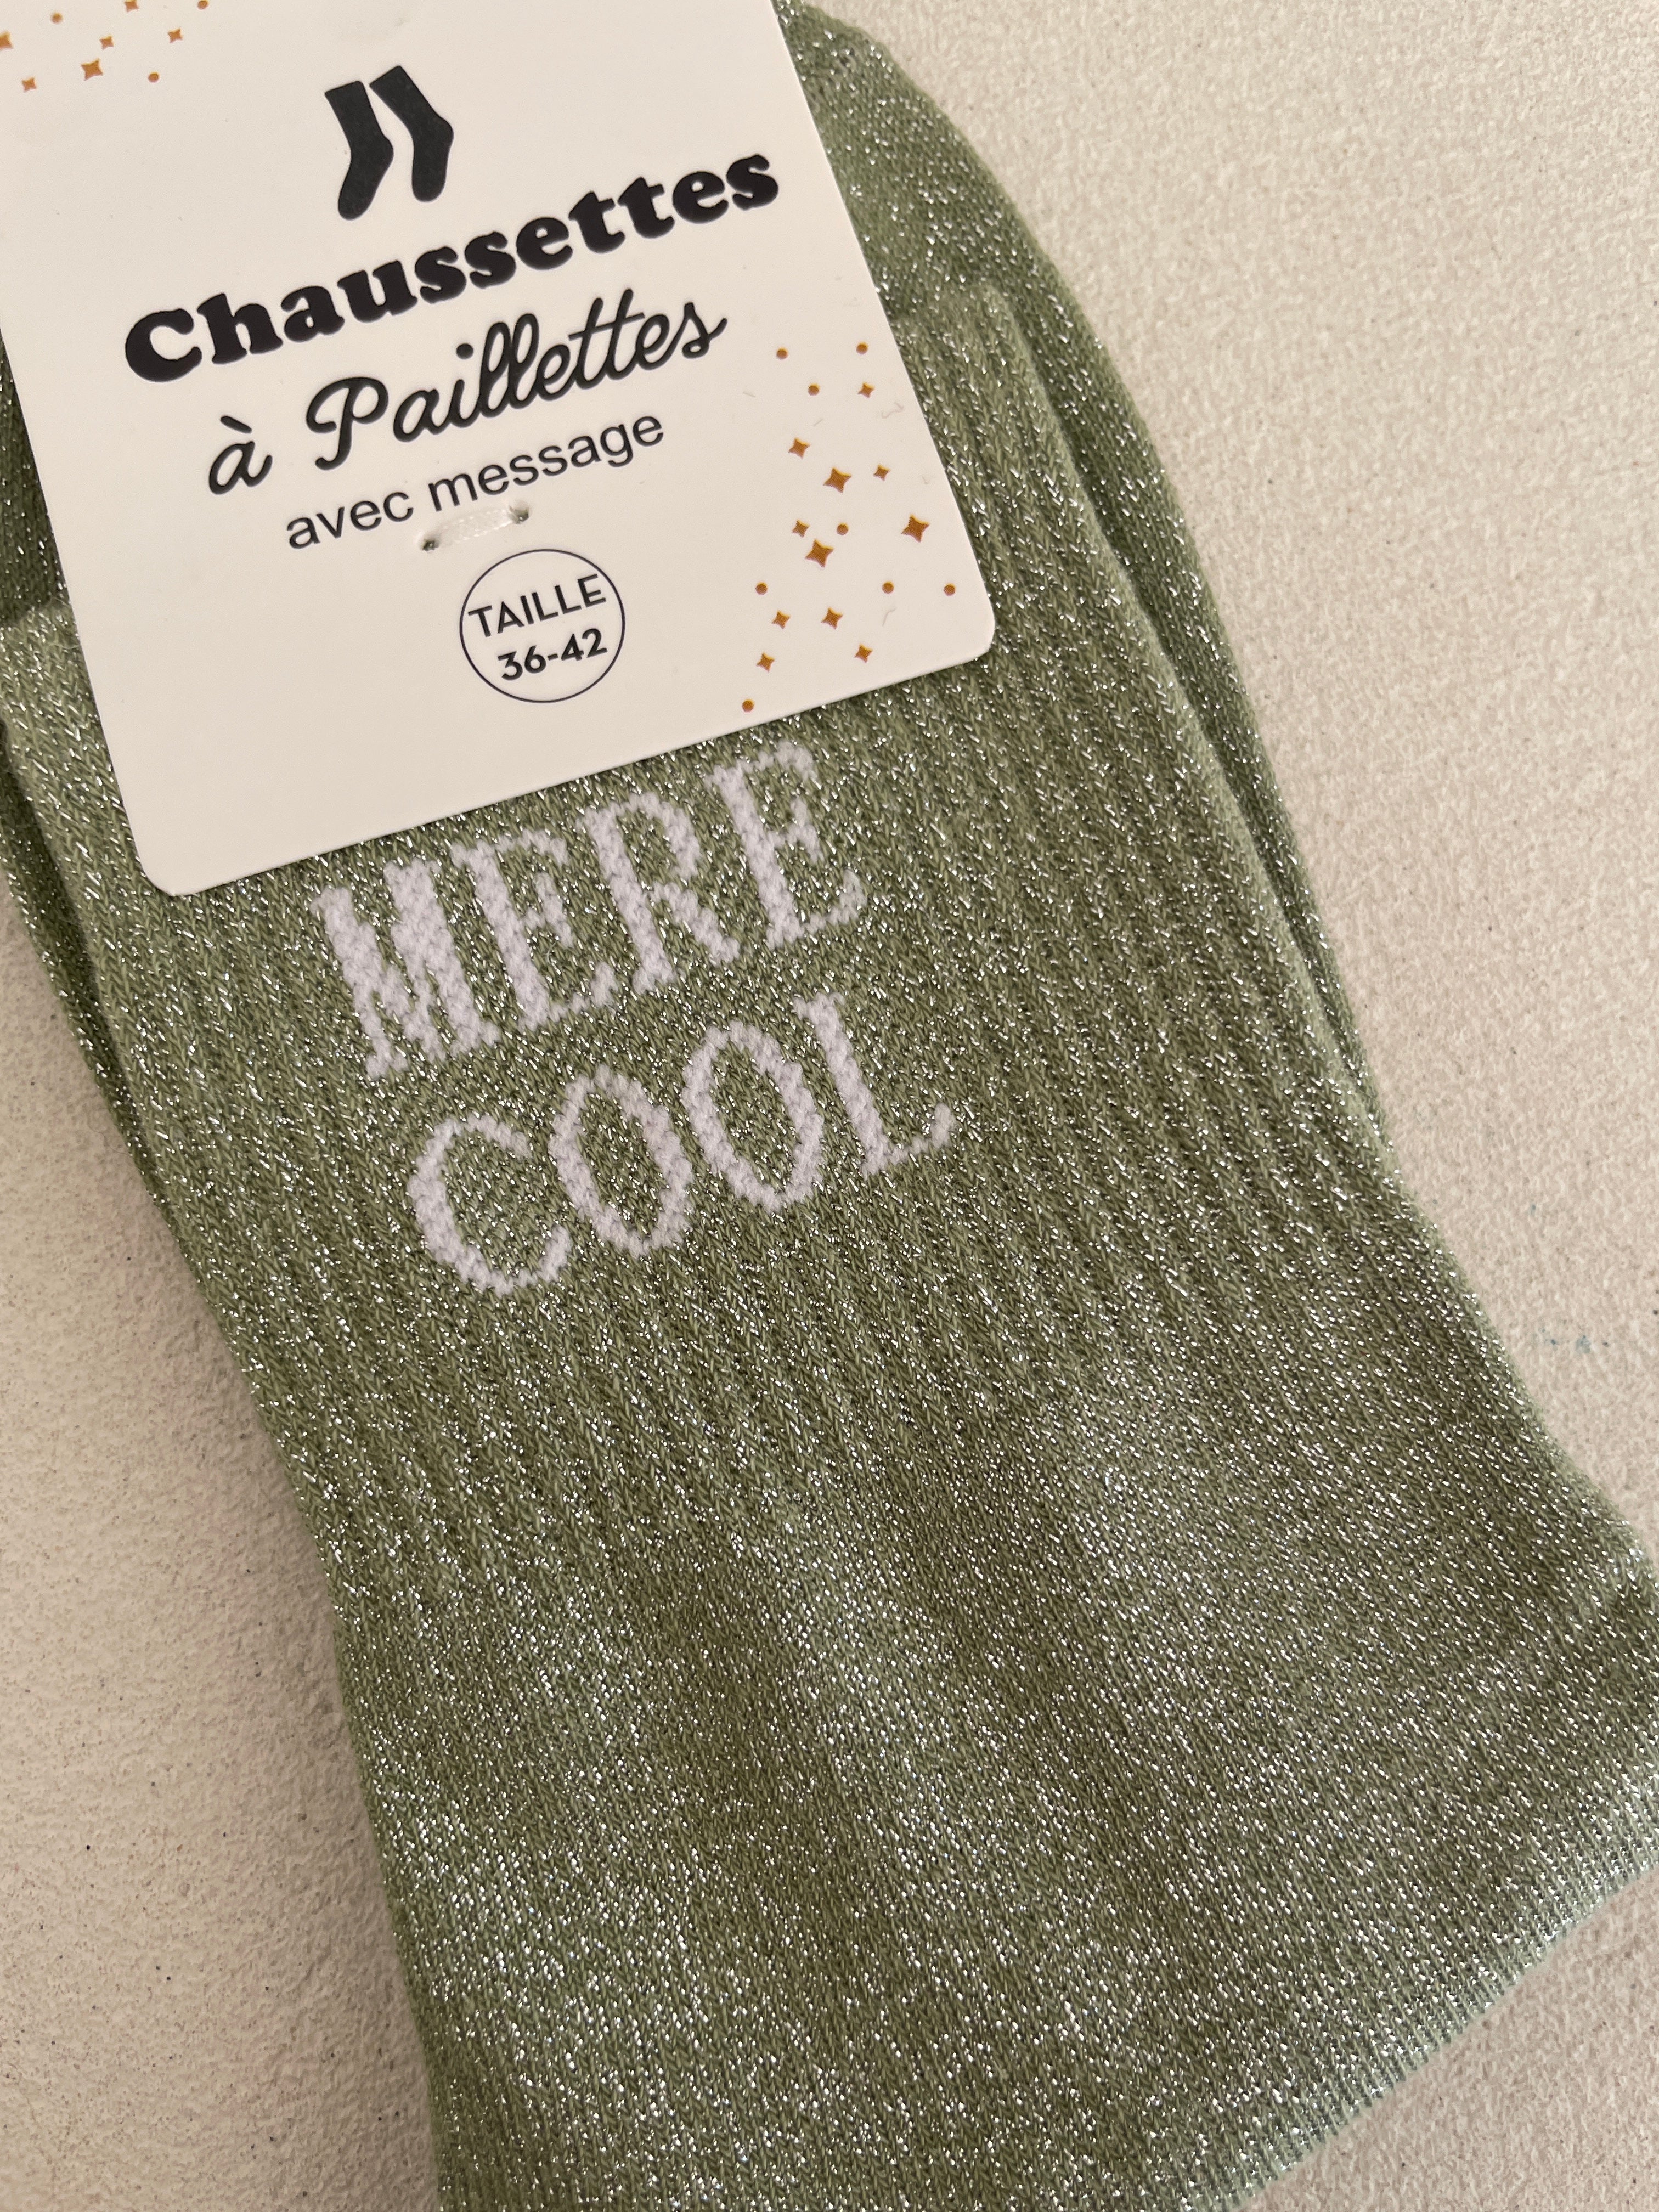 Chaussettes
à Paillettes
avec message
TAILLE
36-42
MERE
COOL